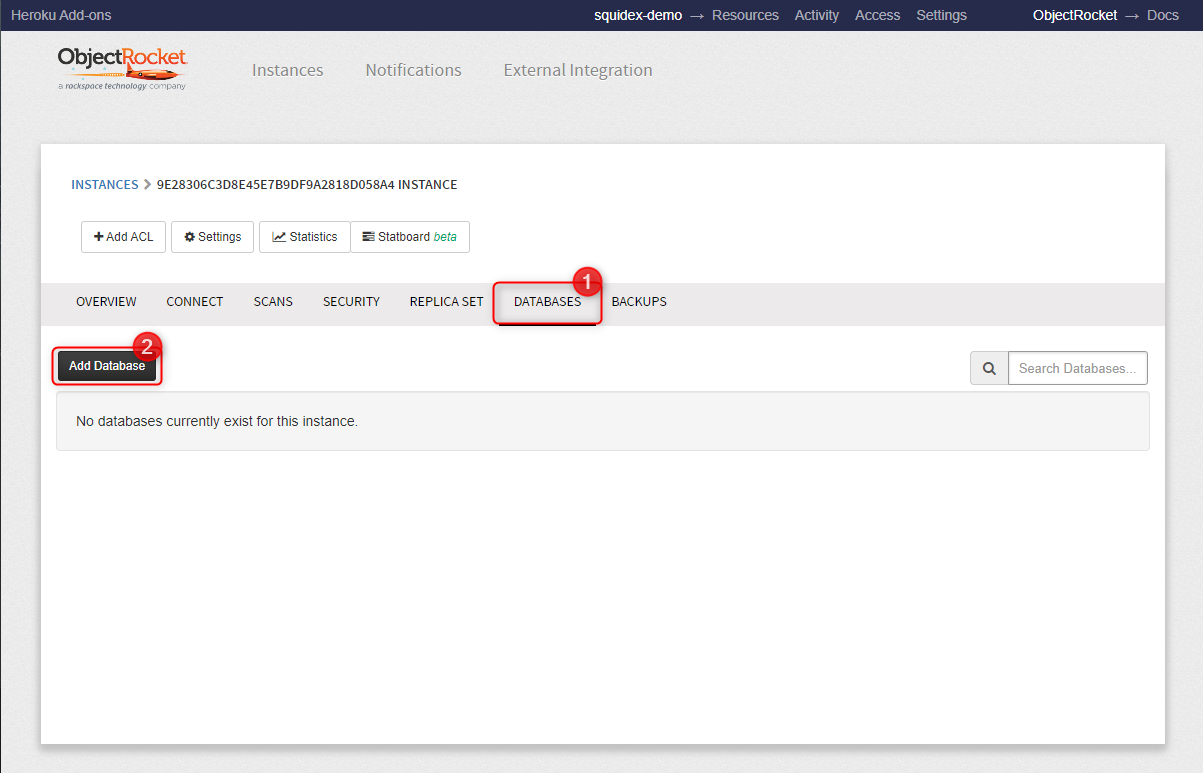 Heroku Add-ons squidex-demo → Resources Activity Access Settings ObjectRocket → Docs
ObjectRocket
a rackspace technology company
Instances Notifications External Integration
INSTANCES > 9E28306C3D8E45E7B9DF9A2818D058A4 INSTANCE
Add ACL Settings Statistics Statboard beta
1
OVERVIEW CONNECT SCANS SECURITY REPLICA SET DATABASES BACKUPS
2
Add Database Search Databases...
No databases currently exist for this instance.